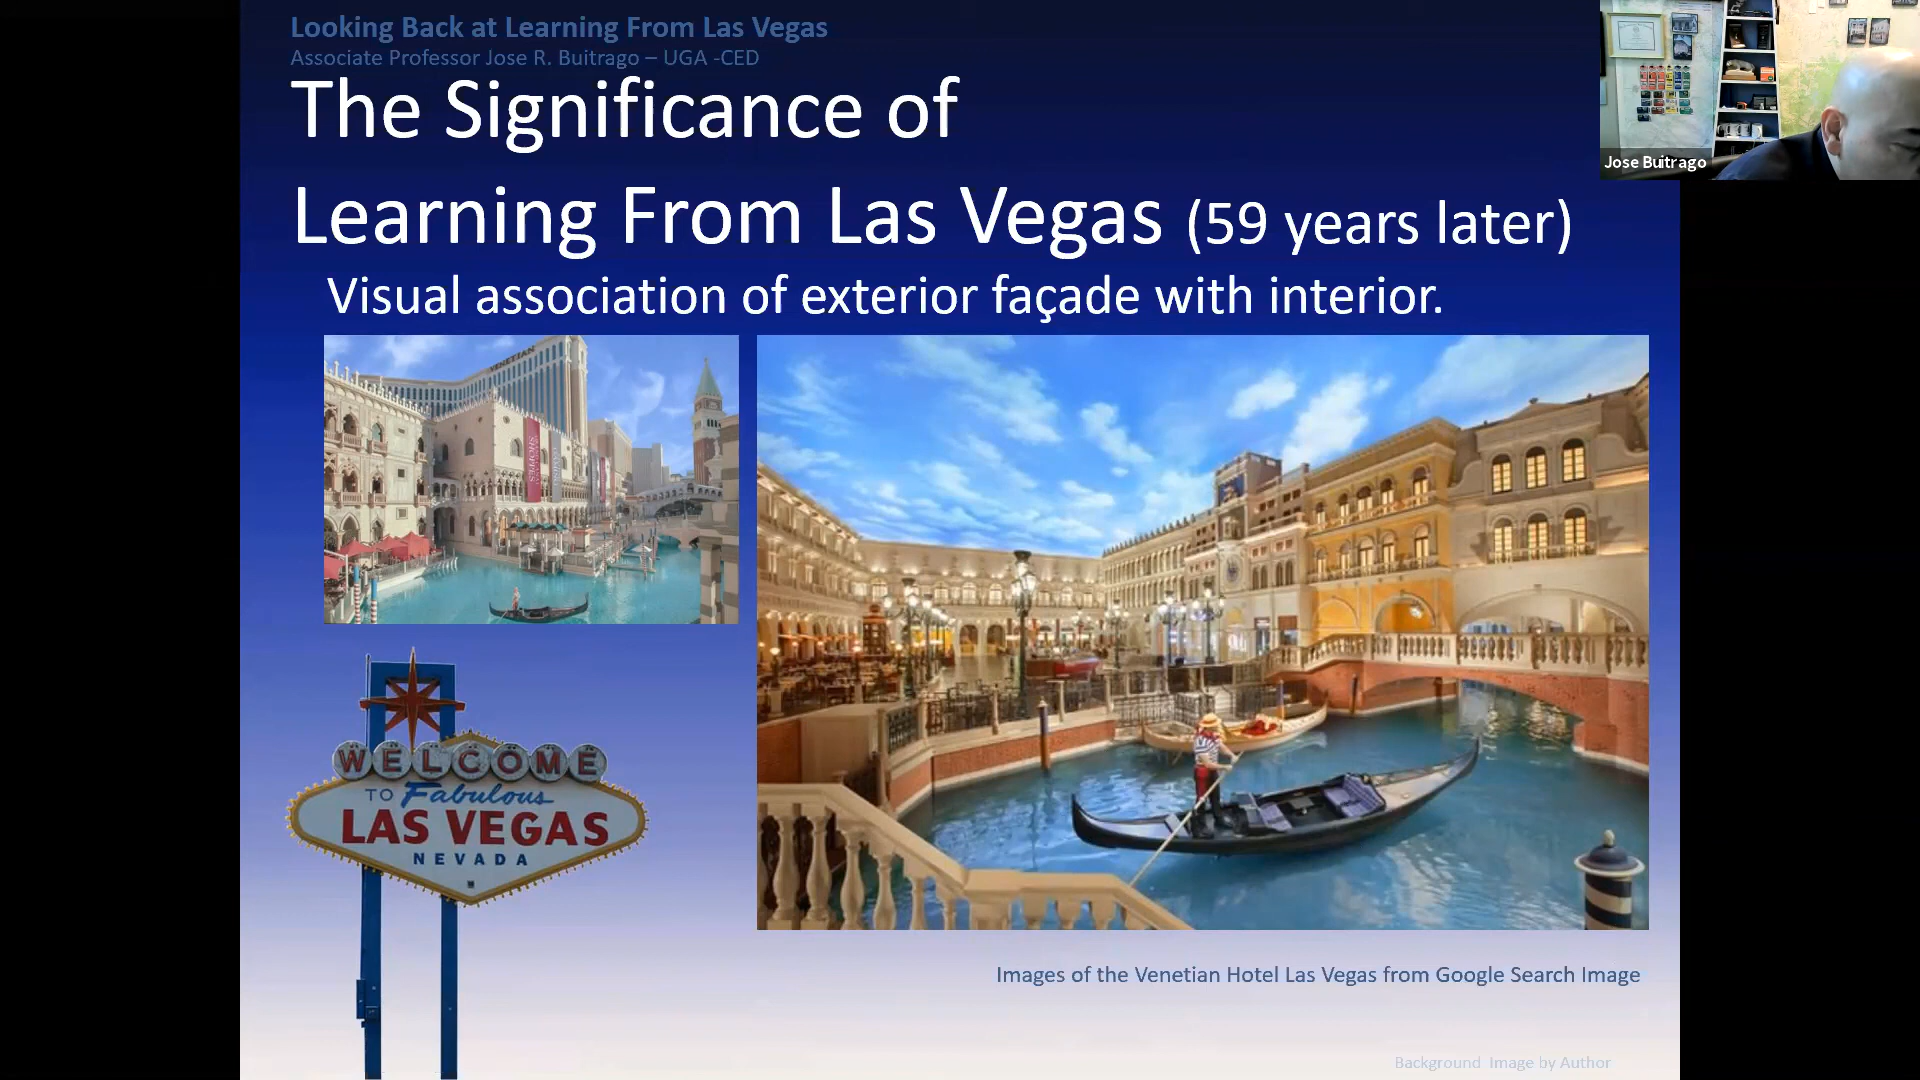 Looking Back at Learning From Las Vegas
Associate Professor Jose R. Buitrago – UGA -CED
The Significance of
Learning From Las Vegas (59 years later)
Visual association of exterior façade with interior.
VENETIAN
SHOPPES
WELCOME
TO Fabulous
LAS VEGAS
NEVADA
Images of the Venetian Hotel Las Vegas from Google Search Image
Background Image by Author
Jose Buitrago